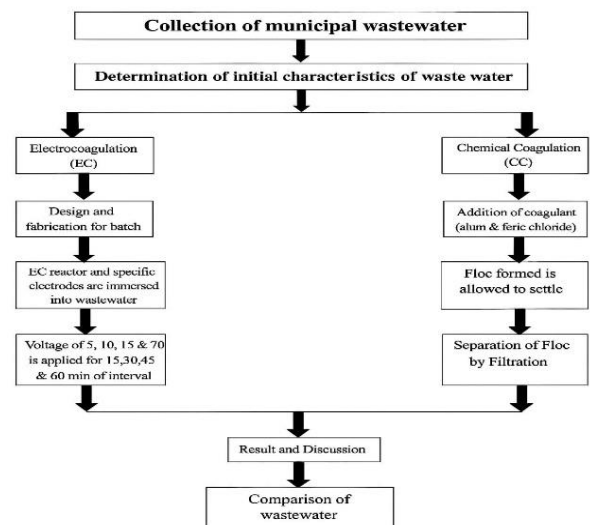 Collection of municipal wastewater
Determination of initial characteristics of waste water
Electrocoagulation
(EC)
Design and
fabrication for batch
EC reactor and specific
electrodes are immersed
into wastewater
Voltage of 5, 10, 15 & 70
is applied for 15,30,45
& 60 min of interval
Chemical Coagulation
(CC)
Addition of coagulant
(alum & feric chloride)
Floc formed is
allowed to settle
Separation of Floc
by Filtration
Result and Discussion
Comparison of
wastewater